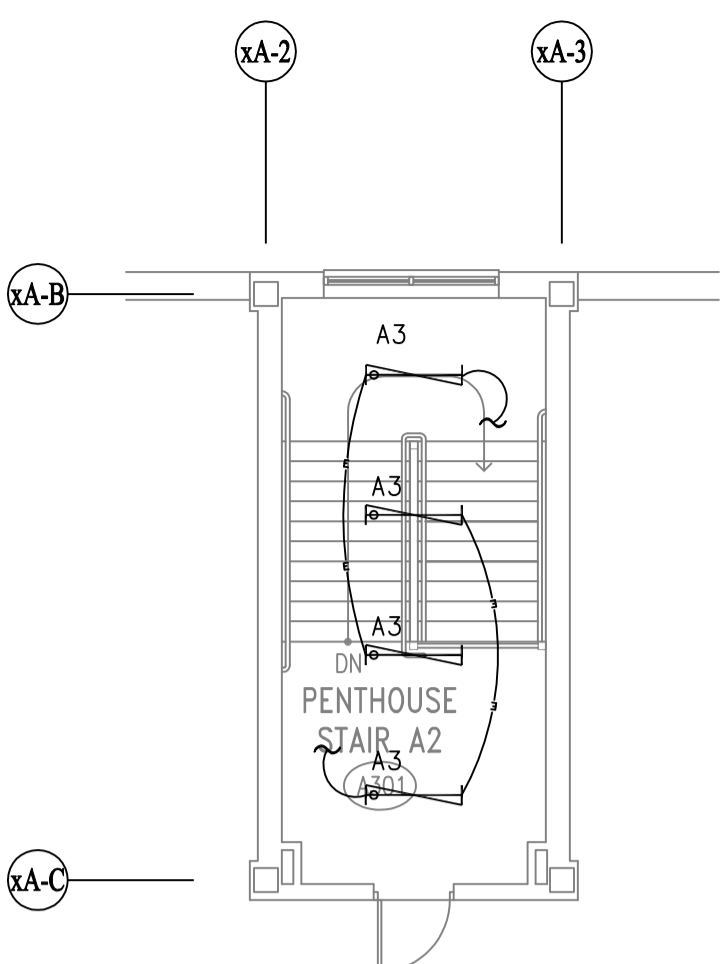 xA-2
xA-3
xA-B
A3
E
A3
E
E
A3
DN
PENTHOUSE
E
STAIR A2
A3
A301
xA-C